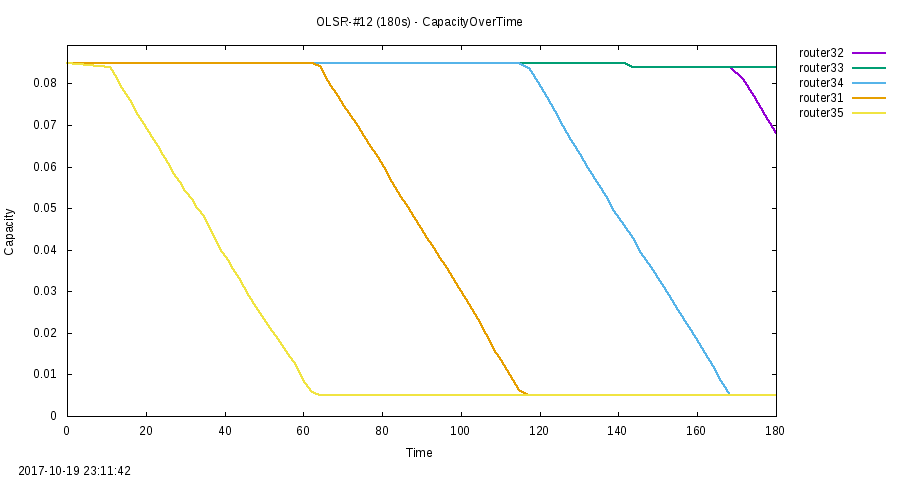 OLSR-#12 (180s) - CapacityOverTime
router32
router33
router34
router31
router35
0.08
0.07
0.06
0.05
0.04
0.03
0.02
0.01
0
Capacity
0 20 40 60 80 100 120 140 160 180
Time
2017-10-19 23:11:42